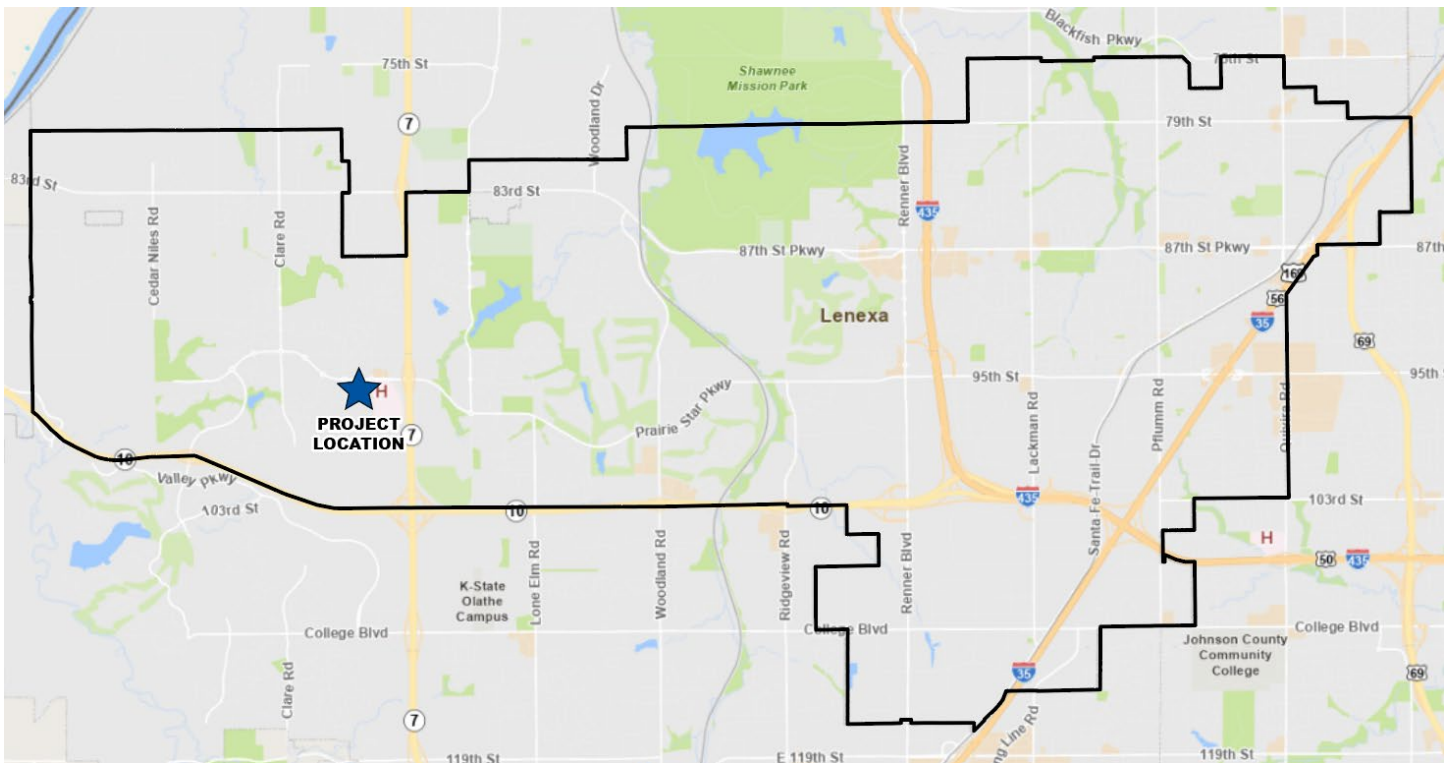 Blackfish Pkwy
75th St
75th St
Shawnee
Mission Park
Woodland Dr
7
79th St
83rd St
83rd St
Renner Blvd
435
Cedar Niles Rd
Clare Rd
87th St Pkwy
87th St Pkwy
87th
169
56
Lenexa
35
69
95th St
95th St
H
PROJECT
LOCATION
7
Prairie Star Pkwy
Lackman Rd
Pflumm Rd
Quivira Rd
Santa-Fe-Trail-Dr
10
Valley Pkwy
103rd St
10
10
435
103rd St
H
50
435
Lone Elm Rd
Woodland Rd
Ridgeview Rd
Renner Blvd
K-State
Olathe
Campus
College Blvd
College Blvd
College Blvd
Johnson County
Community
College
35
69
Clare Rd
7
ng Line Rd
119th St
E 119th St
119th St